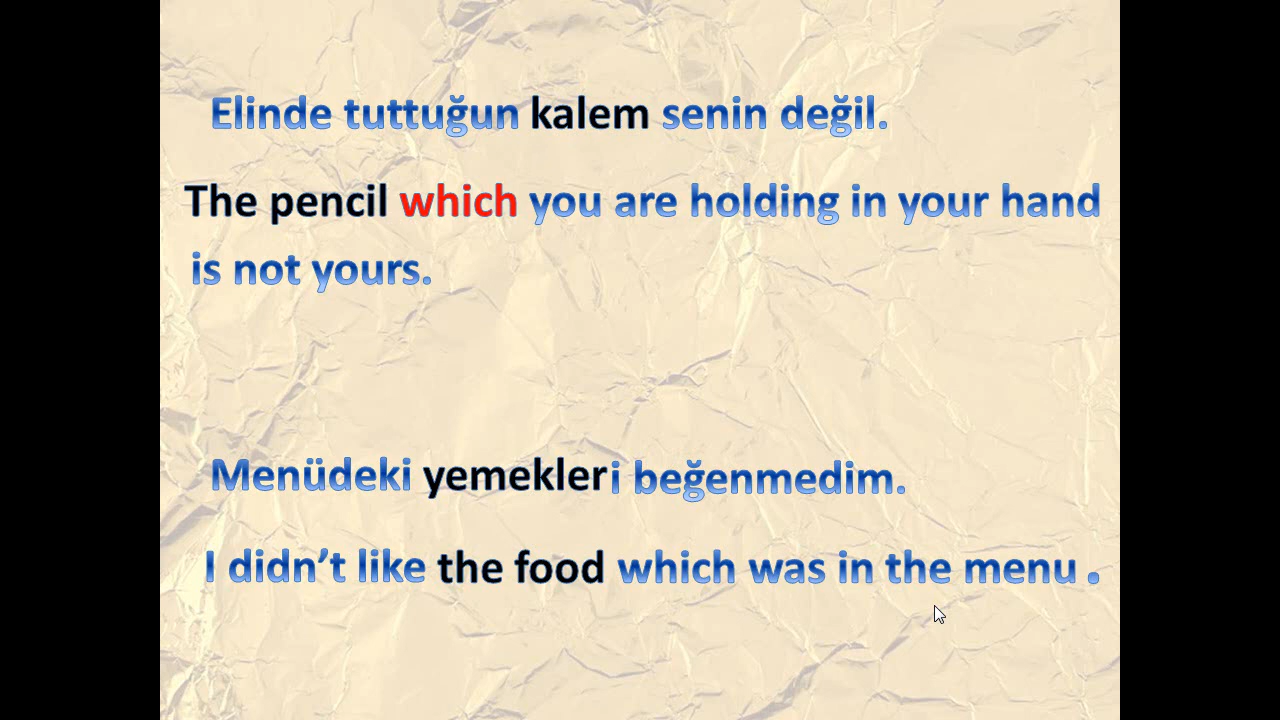 Elinde tuttuğun kalem senin değil.
The pencil which you are holding in your hand
is not yours.
Menüdeki yemekleri beğenmedim.
I didn’t like the food which was in the menu .